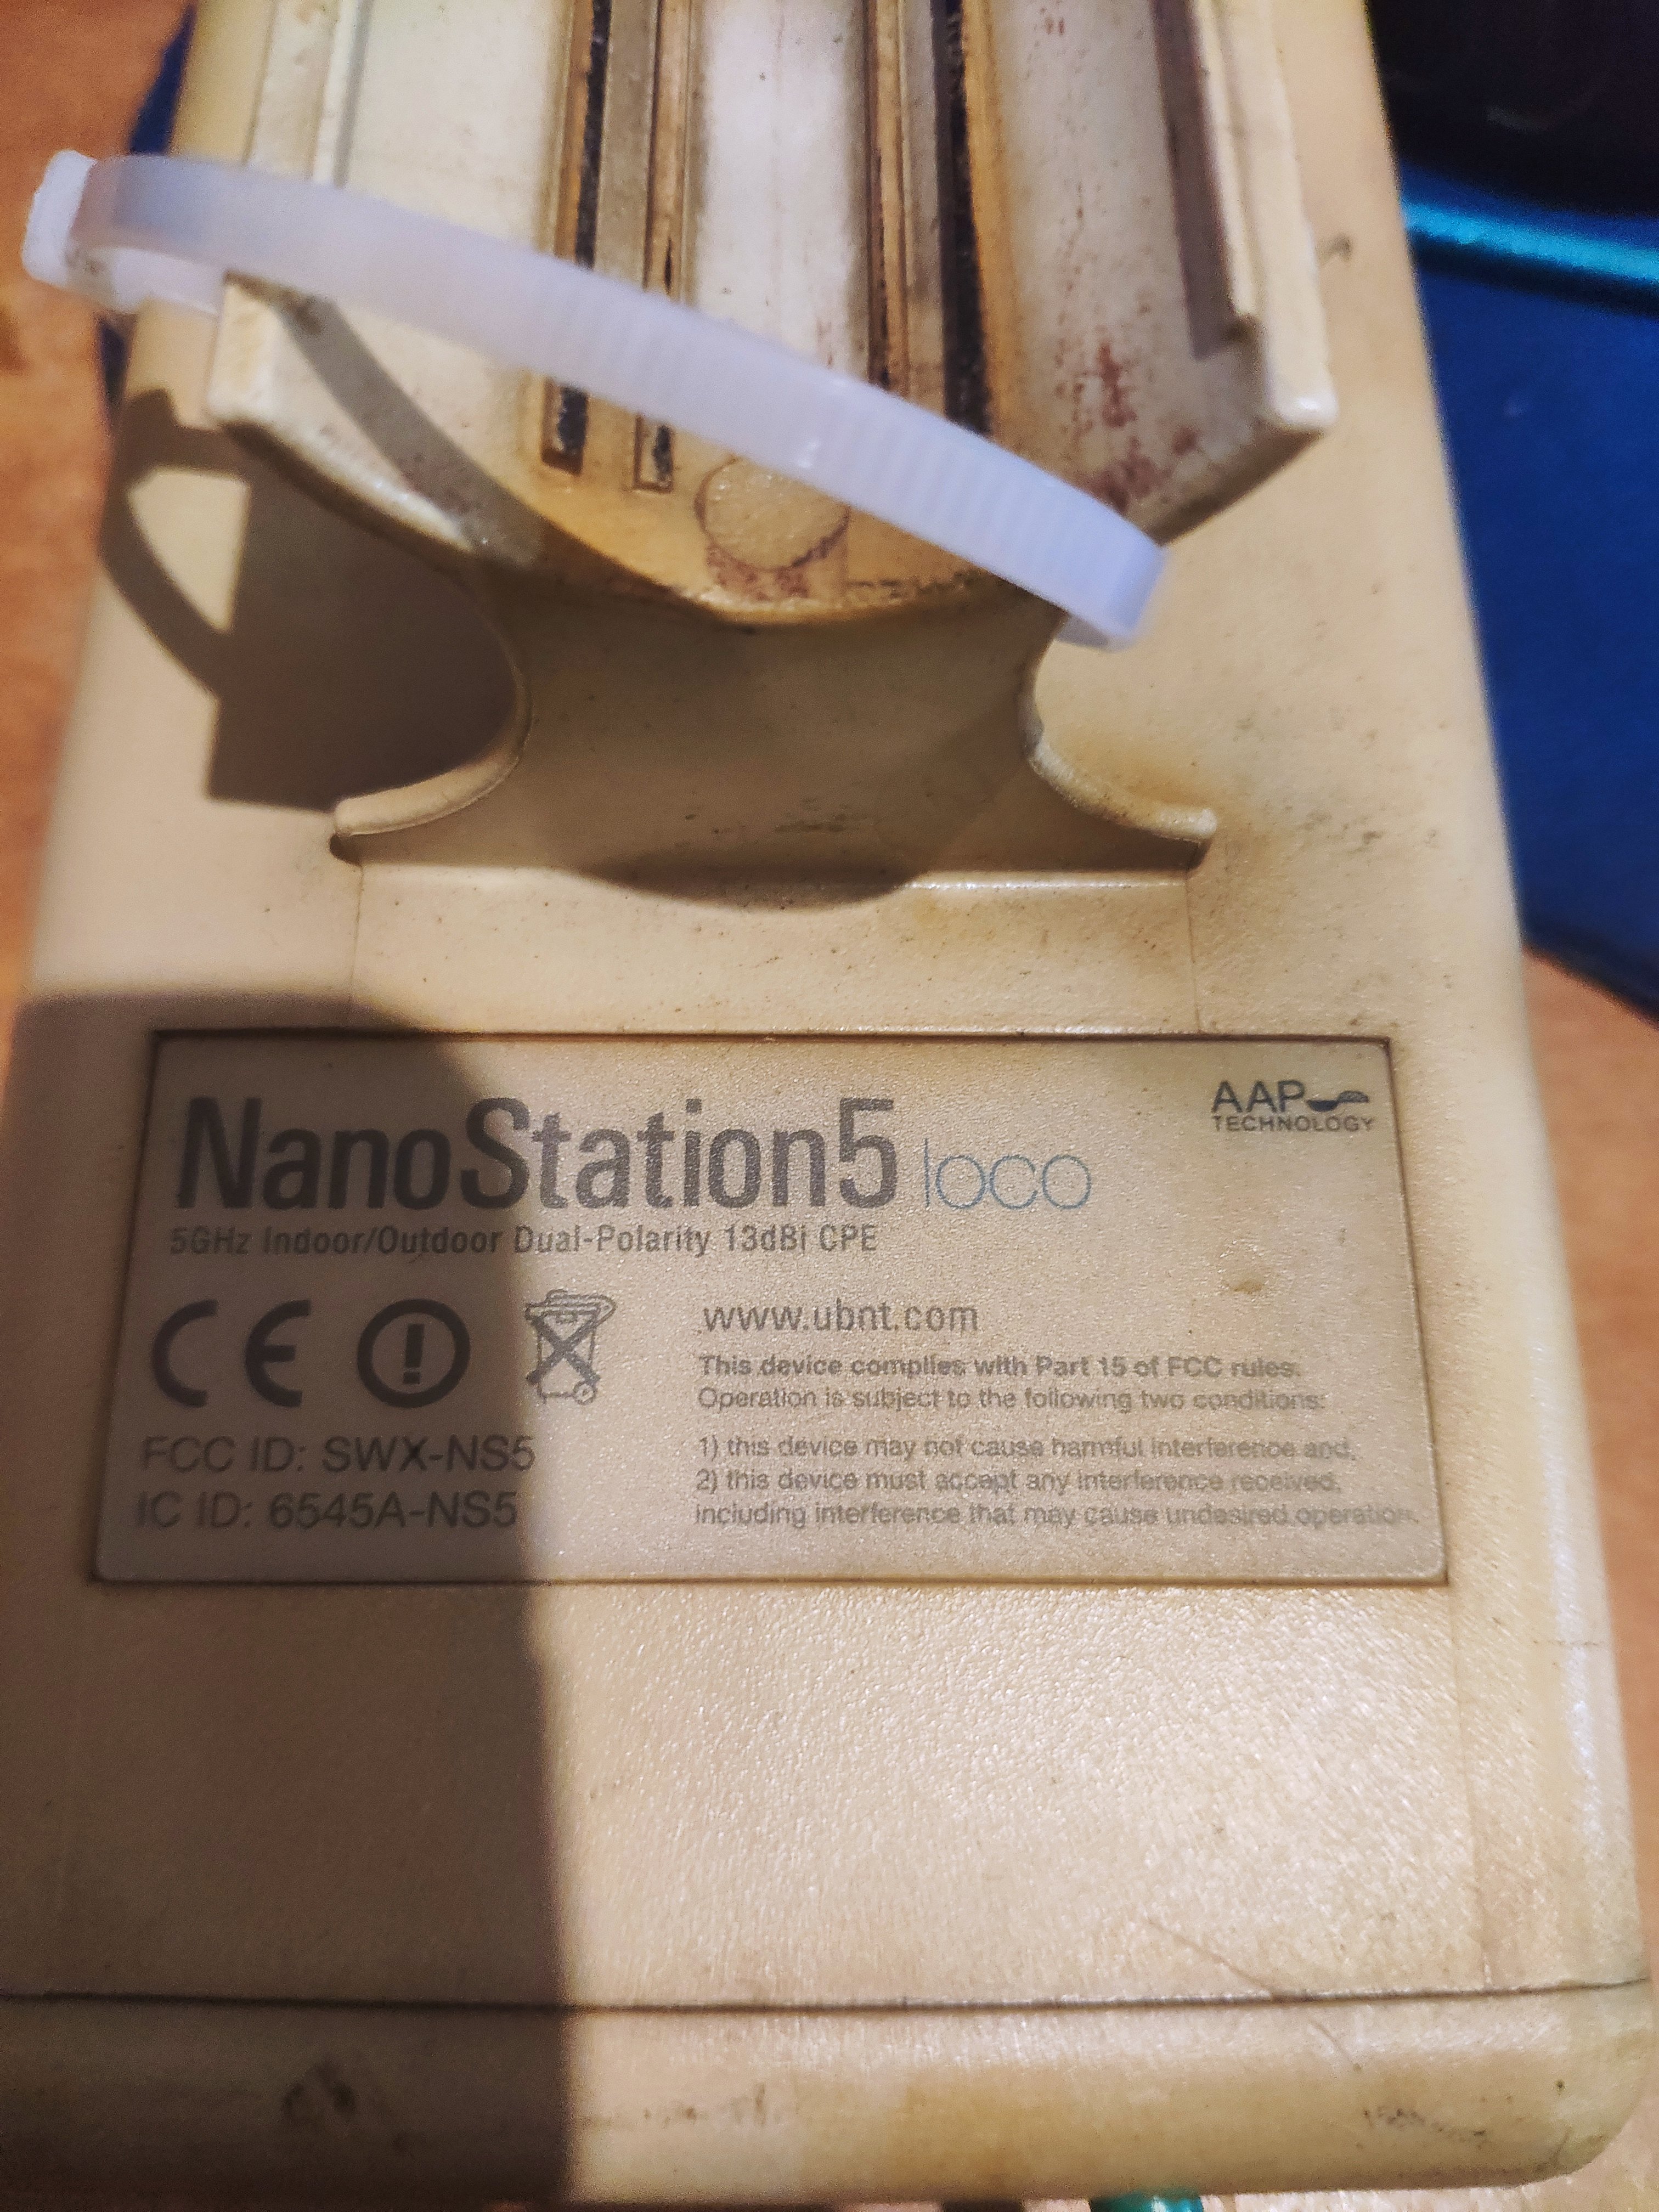 NanoStation5 loco
AAP
TECHNOLOGY
5GHz Indoor/Outdoor Dual-Polarity 13dBi CPE
CE
FCC ID: SWX-NS5
IC ID: 6545A-NS5
www.ubnt.com
This device complies with Part 15 of FCC rules.
Operation is subject to the following two conditions:
1) this device may not cause harmful interference and,
2) this device must accept any interference received,
including interference that may cause undesired operation.